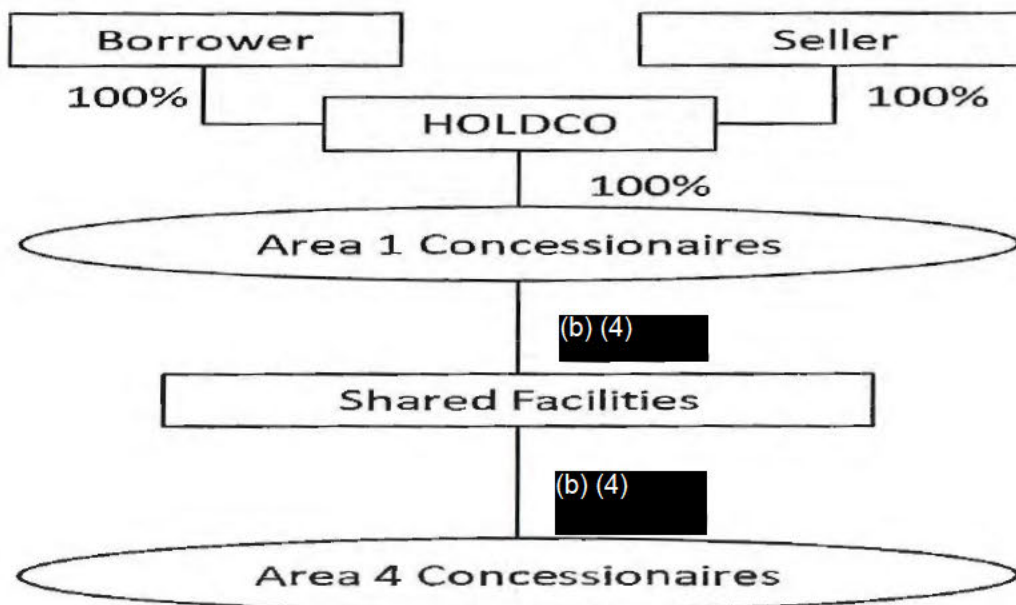 Borrower
Seller
100%
100%
HOLDCO
100%
Area 1 Concessionaires
(b) (4)
Shared Facilities
(b) (4)
Area 4 Concessionaires